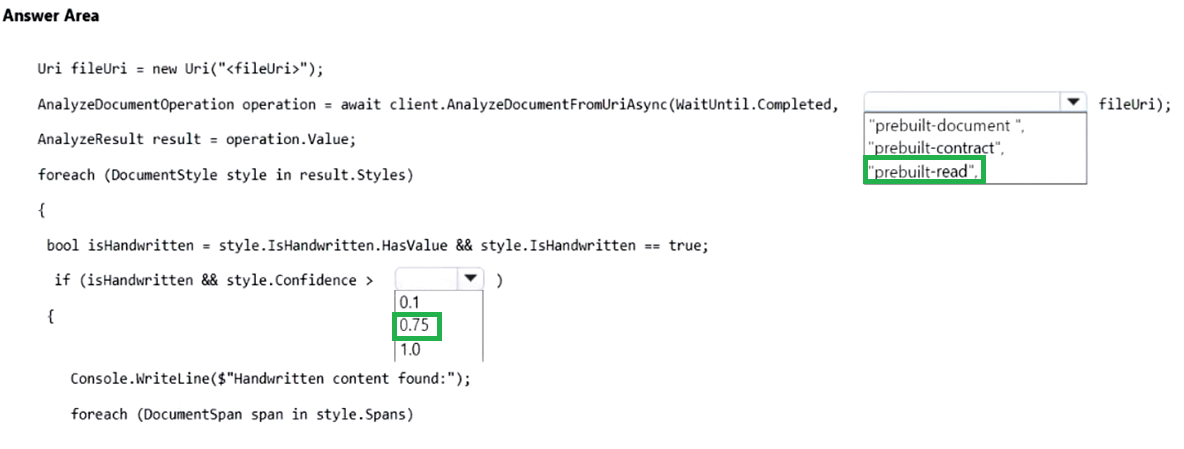 Answer Area
Uri fileUri = new Uri("<fileUri>");
AnalyzeDocumentOperation operation = await client.AnalyzeDocumentFromUriAsync(WaitUntil.Completed, fileUri);
"prebuilt-document ",
"prebuilt-contract",
"prebuilt-read",
AnalyzeResult result = operation.Value;
foreach (DocumentStyle style in result.Styles)
{
bool isHandwritten = style.IsHandwritten.HasValue && style.IsHandwritten == true;
if (isHandwritten && style.Confidence > )
0.1
0.75
1.0
{
Console.WriteLine($"Handwritten content found:");
foreach (DocumentSpan span in style.Spans)